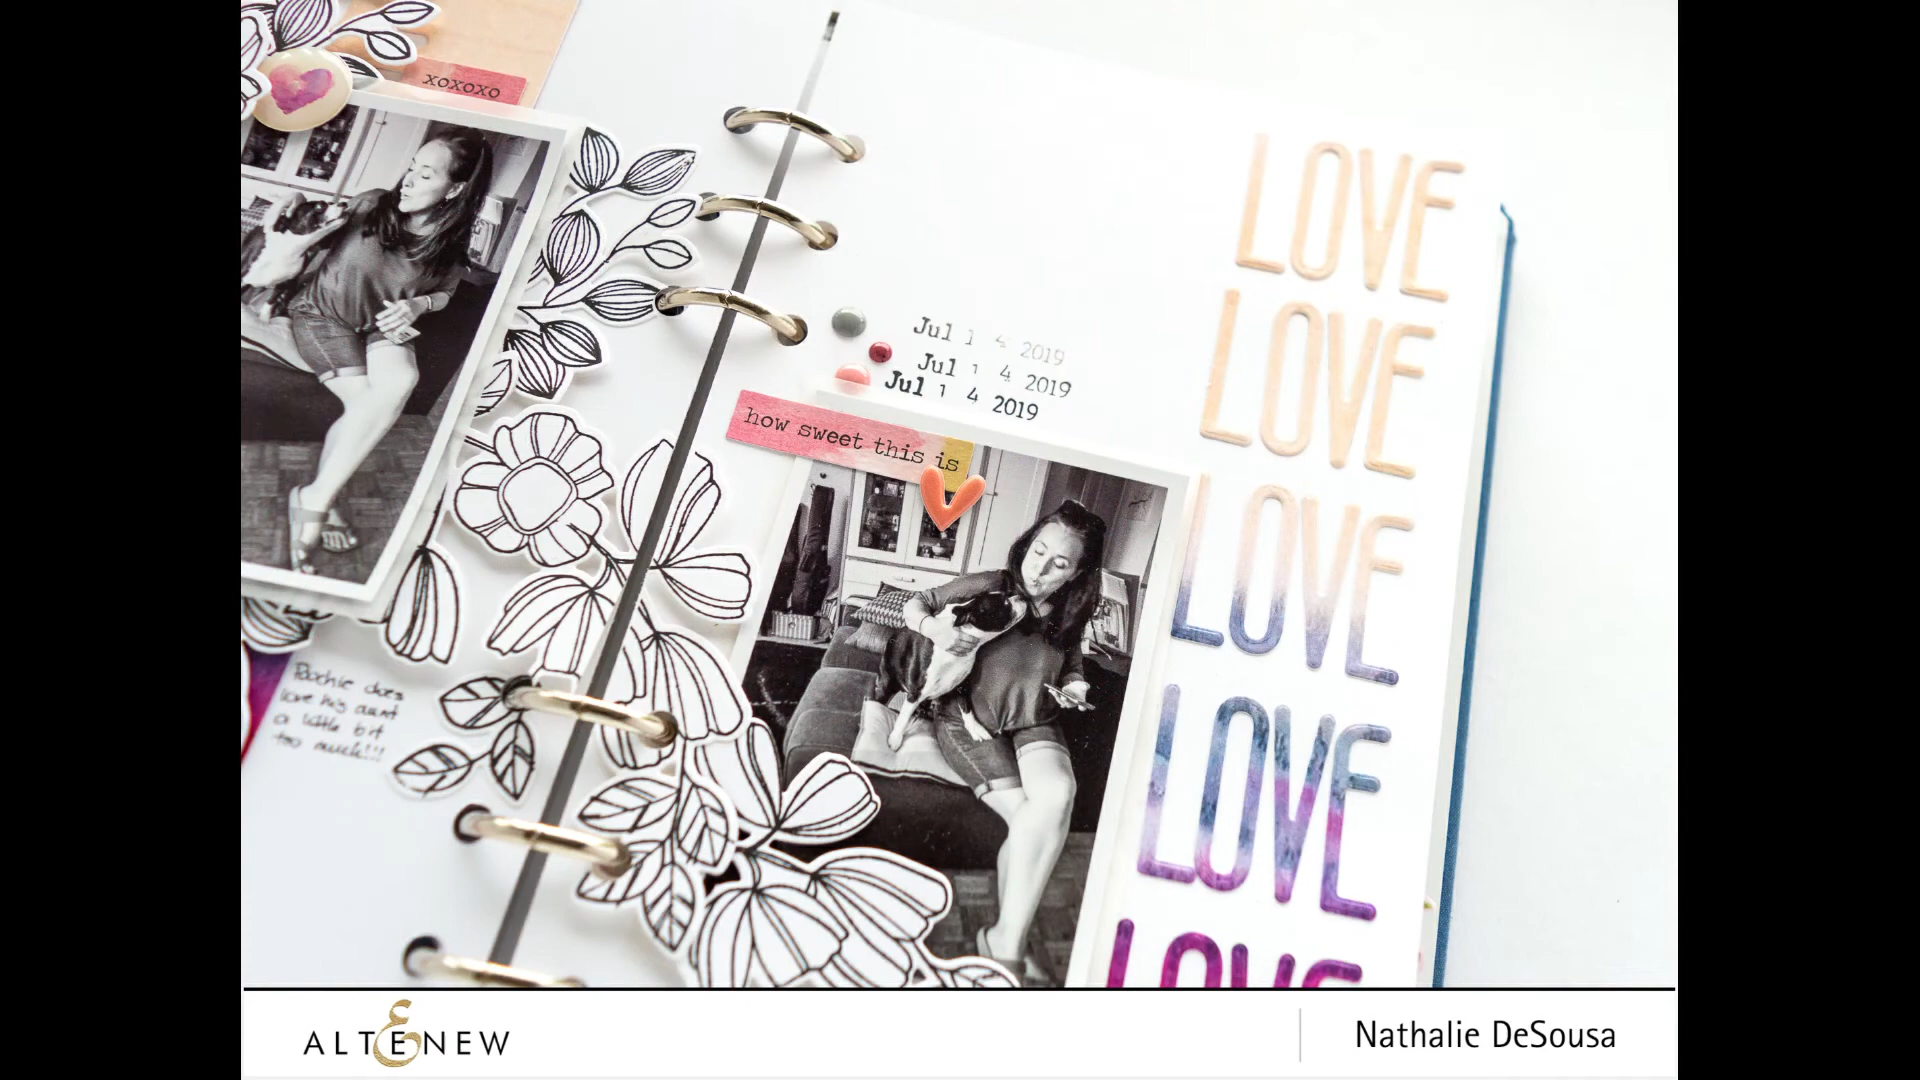 xoxoxo
Poochie does
love his aunt
a little bit
too much!!!
Jul 1 4 2019
Jul 1 4 2019
Jul 1 4 2019
how sweet this is
LOVE
LOVE
LOVE
LOVE
LOVE
ALTENEW
Nathalie DeSousa